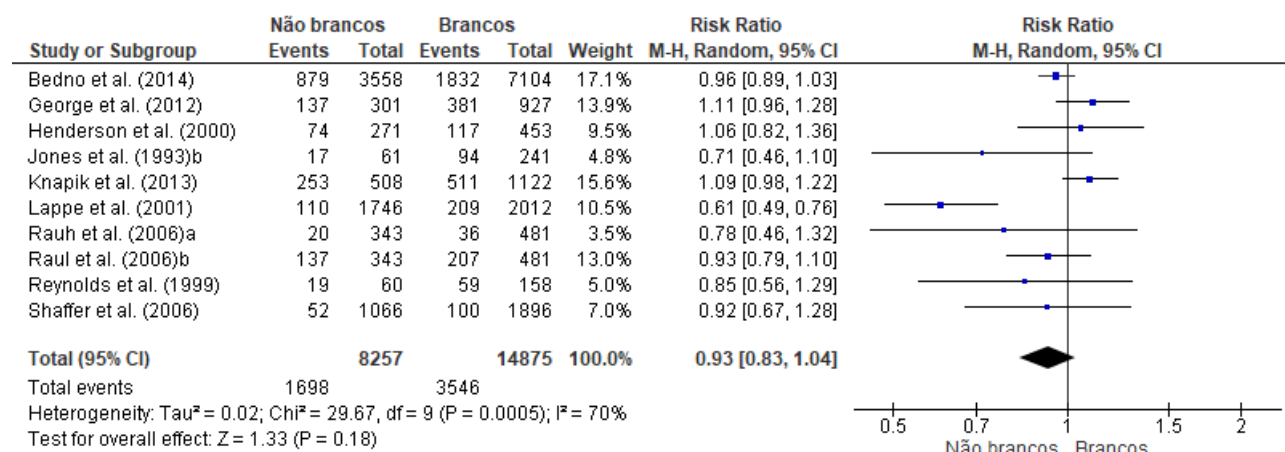 Não brancos Brancos Risk Ratio Risk Ratio
Study or Subgroup Events Total Events Total Weight M-H, Random, 95% CI M-H, Random, 95% CI
Bedno et al. (2014) 879 3558 1832 7104 17.1% 0.96 [0.89, 1.03]
George et al. (2012) 137 301 381 927 13.9% 1.11 [0.96, 1.28]
Henderson et al. (2000) 74 271 117 453 9.5% 1.06 [0.82, 1.36]
Jones et al. (1993)b 17 61 94 241 4.8% 0.71 [0.46, 1.10]
Knapik et al. (2013) 253 508 511 1122 15.6% 1.09 [0.98, 1.22]
Lappe et al. (2001) 110 1746 209 2012 10.5% 0.61 [0.49, 0.76]
Rauh et al. (2006)a 20 343 36 481 3.5% 0.78 [0.46, 1.32]
Raul et al. (2006)b 137 343 207 481 13.0% 0.93 [0.79, 1.10]
Reynolds et al. (1999) 19 60 59 158 5.0% 0.85 [0.56, 1.29]
Shaffer et al. (2006) 52 1066 100 1896 7.0% 0.92 [0.67, 1.28]
Total (95% CI) 8257 14875 100.0% 0.93 [0.83, 1.04]
Total events 1698 3546
Heterogeneity: Tau² = 0.02; Chi² = 29.67, df = 9 (P = 0.0005); I² = 70%
Test for overall effect: Z = 1.33 (P = 0.18)
0.5 0.7 1 1.5 2
Não brancos Brancos